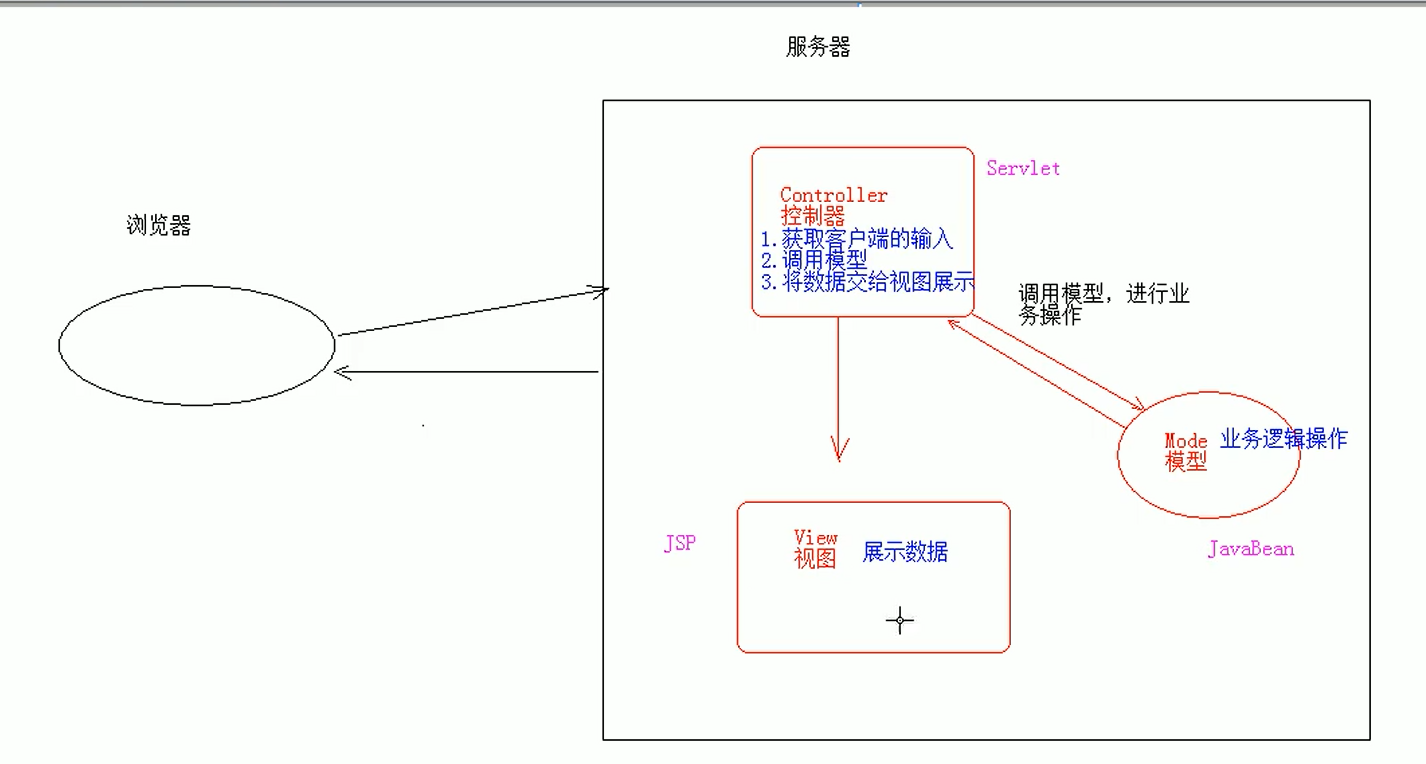 服务器
Servlet
Controller
控制器
1.获取客户端的输入
2.调用模型
3.将数据交给视图展示
浏览器
调用模型，进行业
务操作
Mode 业务逻辑操作
模型
JSP
View
视图 展示数据
JavaBean